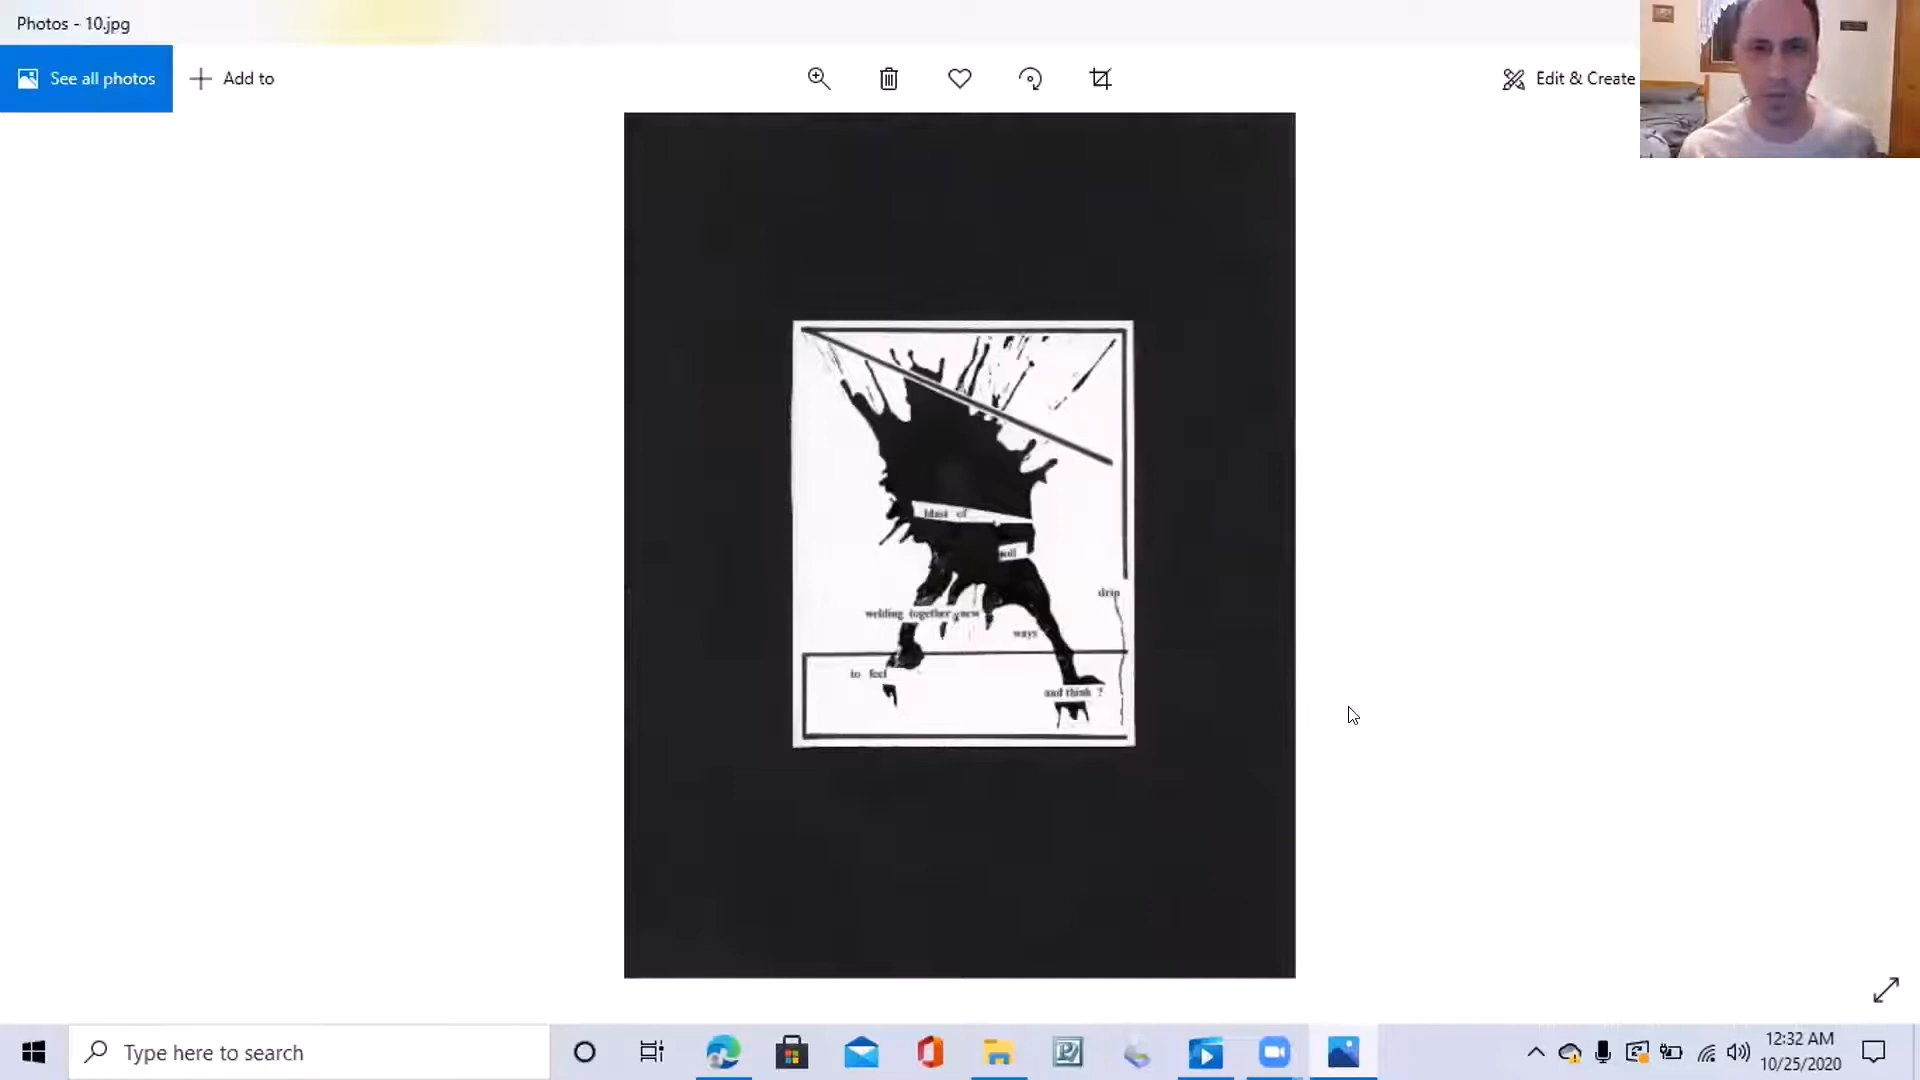 Photos - 10.jpg
See all photos
Add to
Edit & Create
blast of
drip
welding together new
ways
to feel
and think ?
Type here to search
12:32 AM
10/25/2020